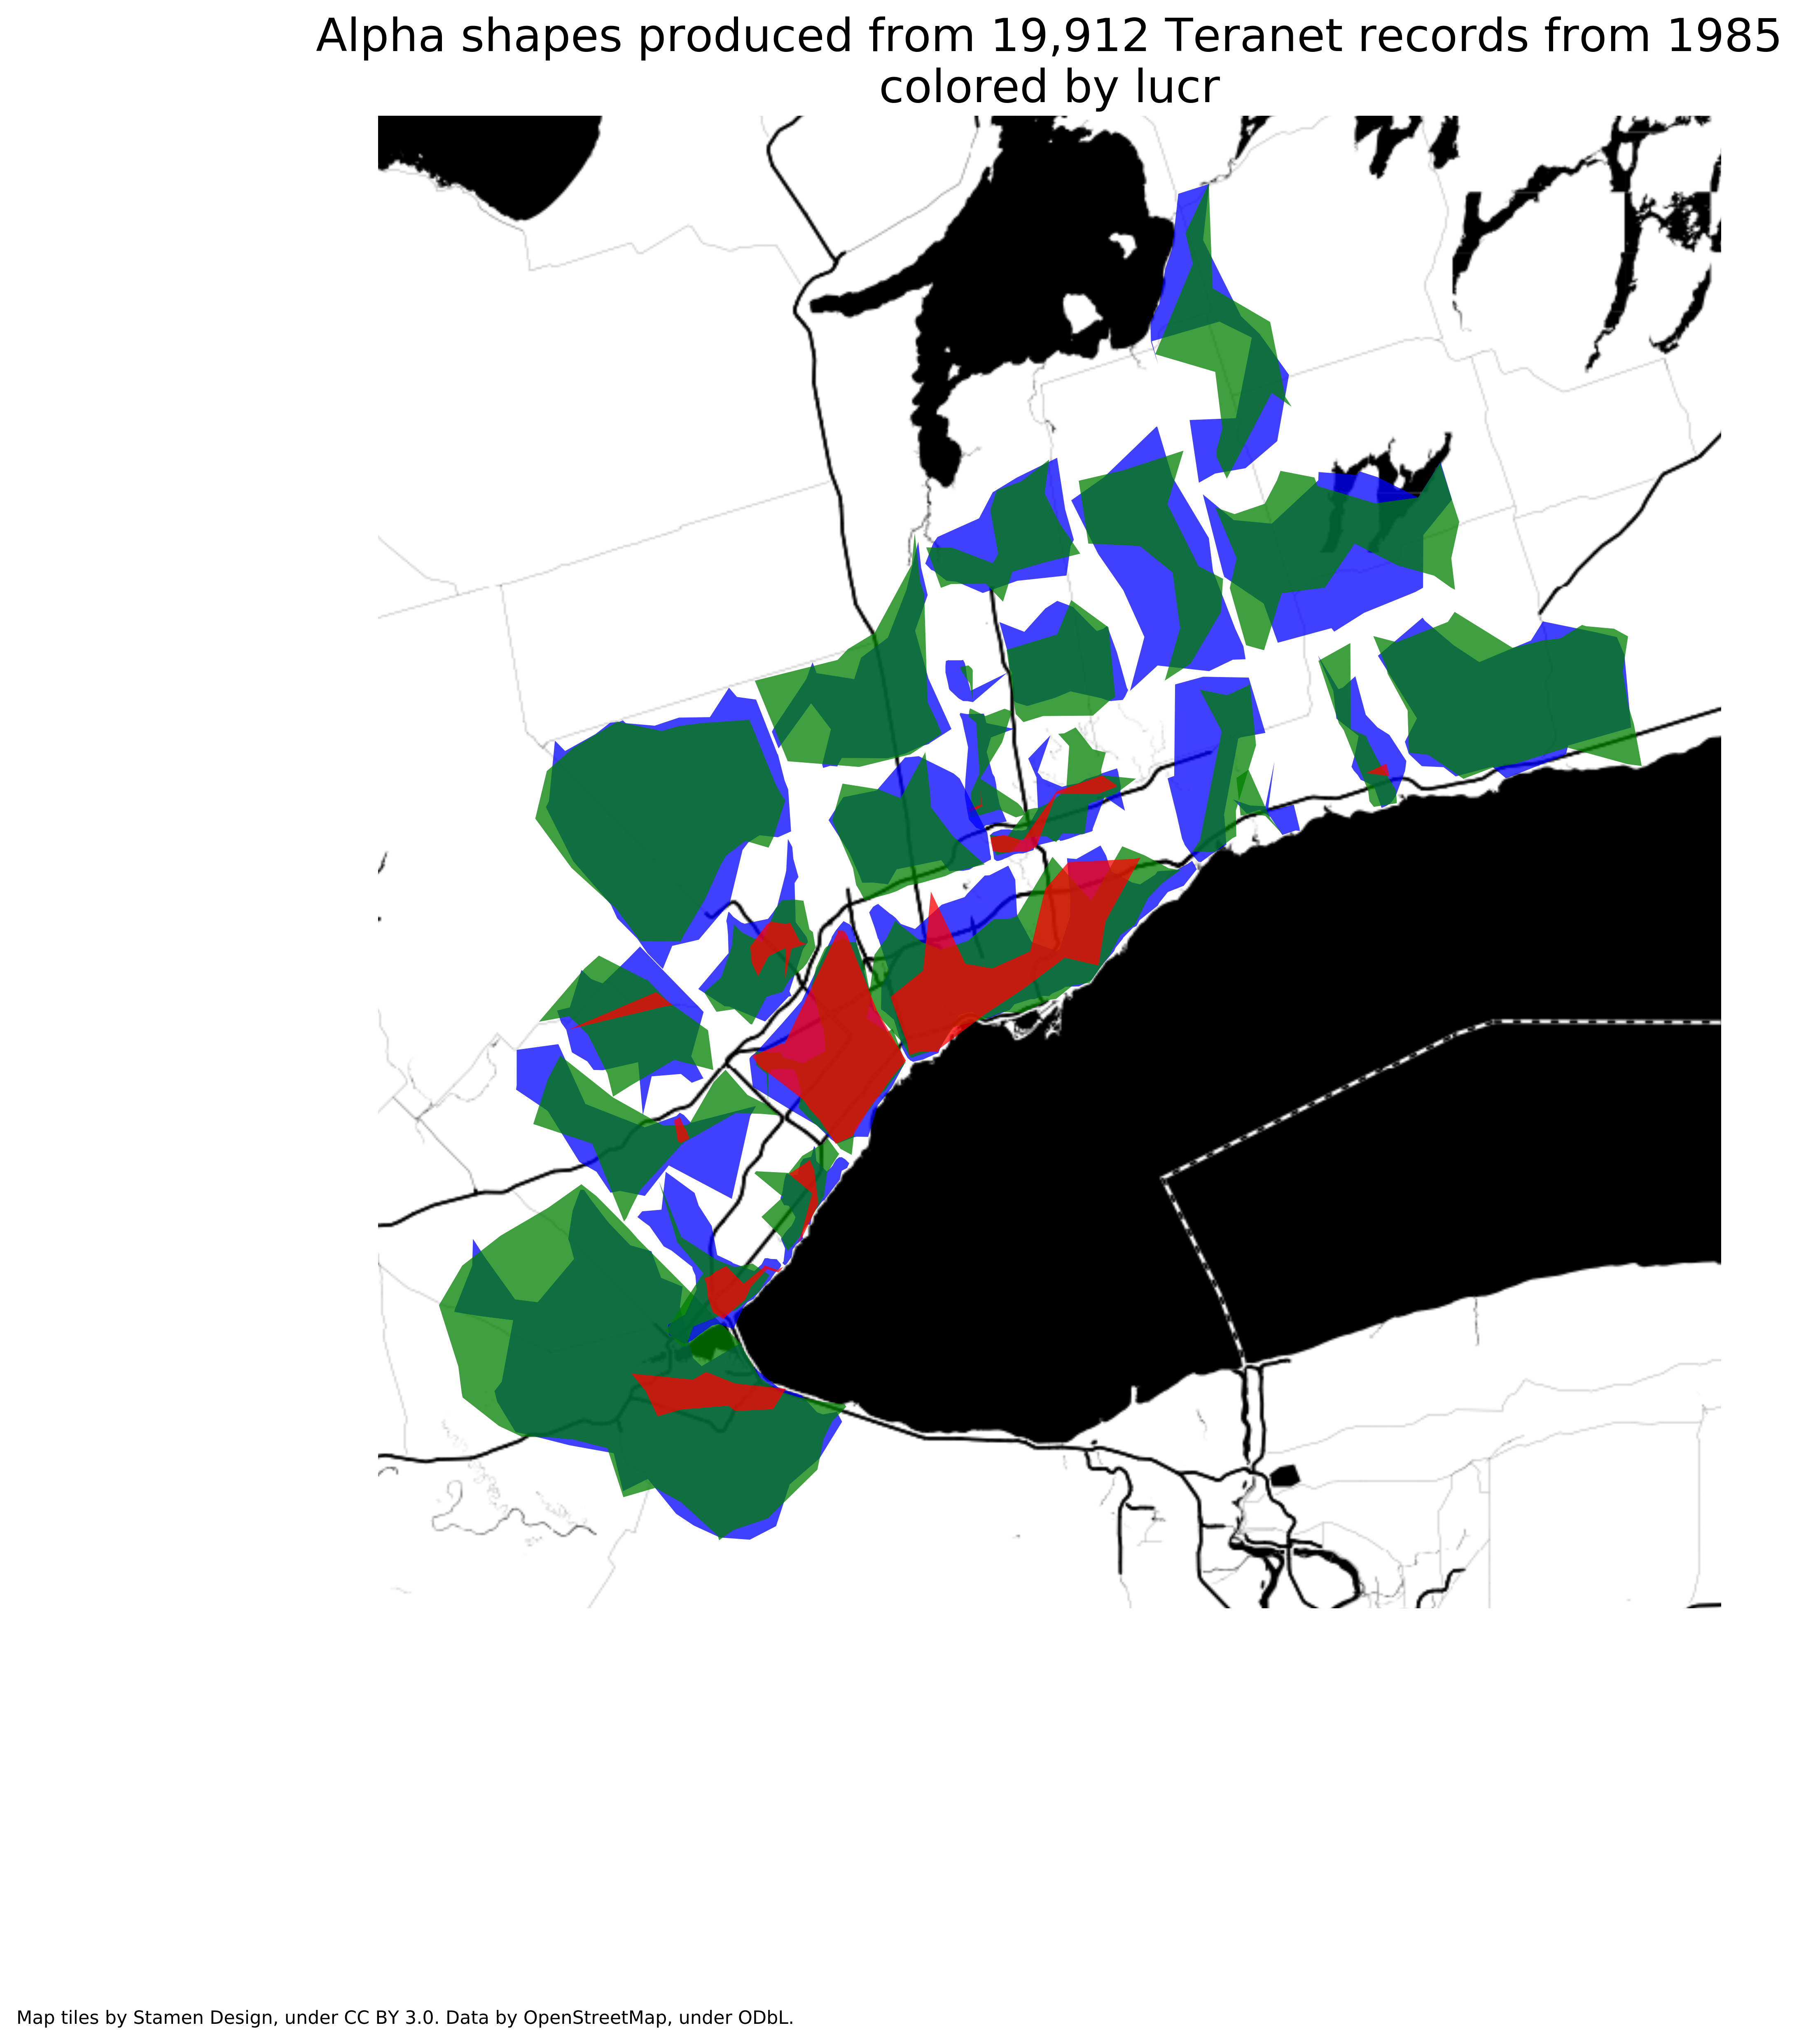 Alpha shapes produced from 19,912 Teranet records from 1985
colored by lucr
Map tiles by Stamen Design, under CC BY 3.0. Data by OpenStreetMap, under ODbL.